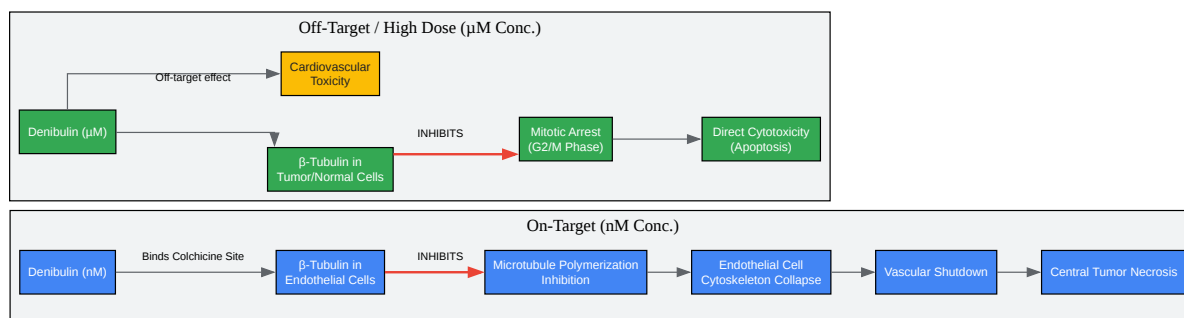 Off-Target / High Dose (µM Conc.)
Cardiovascular
Toxicity
Off-target effect
Denibulin (µM)
INHIBITS
Mitotic Arrest
(G2/M Phase)
Direct Cytotoxicity
(Apoptosis)
β-Tubulin in
Tumor/Normal Cells
On-Target (nM Conc.)
Denibulin (nM)
Binds Colchicine Site
β-Tubulin in
Endothelial Cells
INHIBITS
Microtubule Polymerization
Inhibition
Endothelial Cell
Cytoskeleton Collapse
Vascular Shutdown
Central Tumor Necrosis